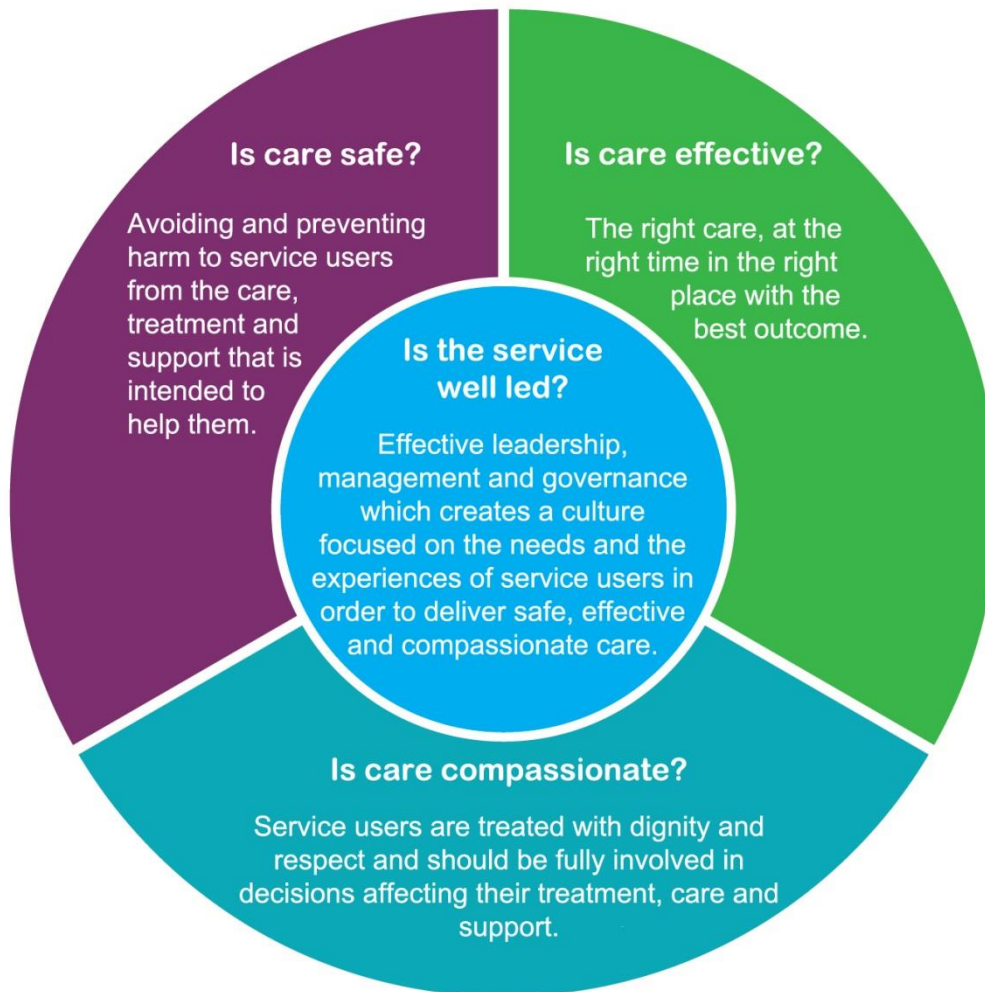 Is care safe?
Avoiding and preventing
harm to service users
from the care,
treatment and
support that is
intended to
help them.
Is care effective?
The right care, at the
right time in the right
place with the
best outcome.
Is the service
well led?
Effective leadership,
management and governance
which creates a culture
focused on the needs and the
experiences of service users in
order to deliver safe, effective
and compassionate care.
Is care compassionate?
Service users are treated with dignity and
respect and should be fully involved in
decisions affecting their treatment, care and
support.